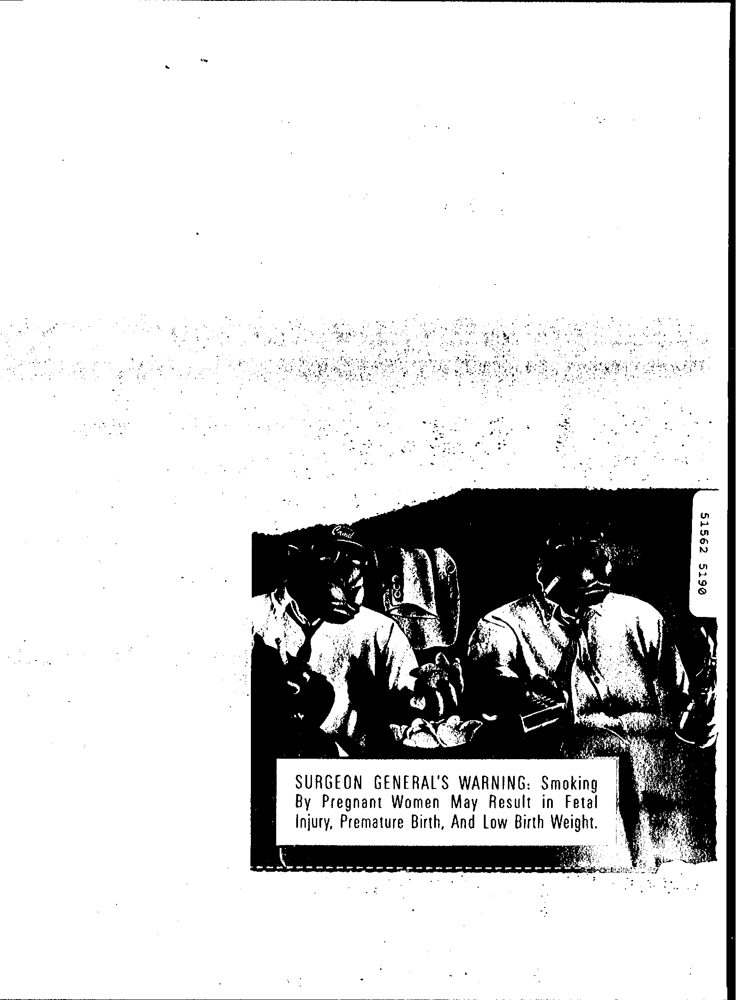 Camel
51562 5190
SURGEON GENERAL'S WARNING: Smoking
By Pregnant Women May Result in Fetal
Injury, Premature Birth, And Low Birth Weight.